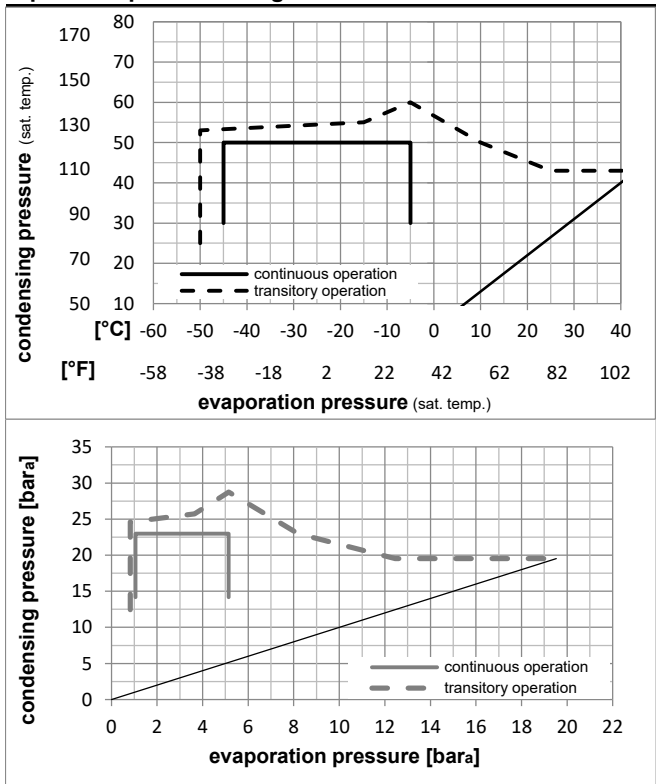 170 80
150 70
130 60
50
110 40
90 30
70 20
50 10
condensing pressure (sat. temp.)
continuous operation
transitory operation
[°C] -60 -50 -40 -30 -20 -10 0 10 20 30 40
[°F] -58 -38 -18 2 22 42 62 82 102
evaporation pressure (sat. temp.)
35
30
25
20
15
10
5
0
condensing pressure [bara]
continuous operation
transitory operation
0 2 4 6 8 10 12 14 16 18 20 22
evaporation pressure [bara]